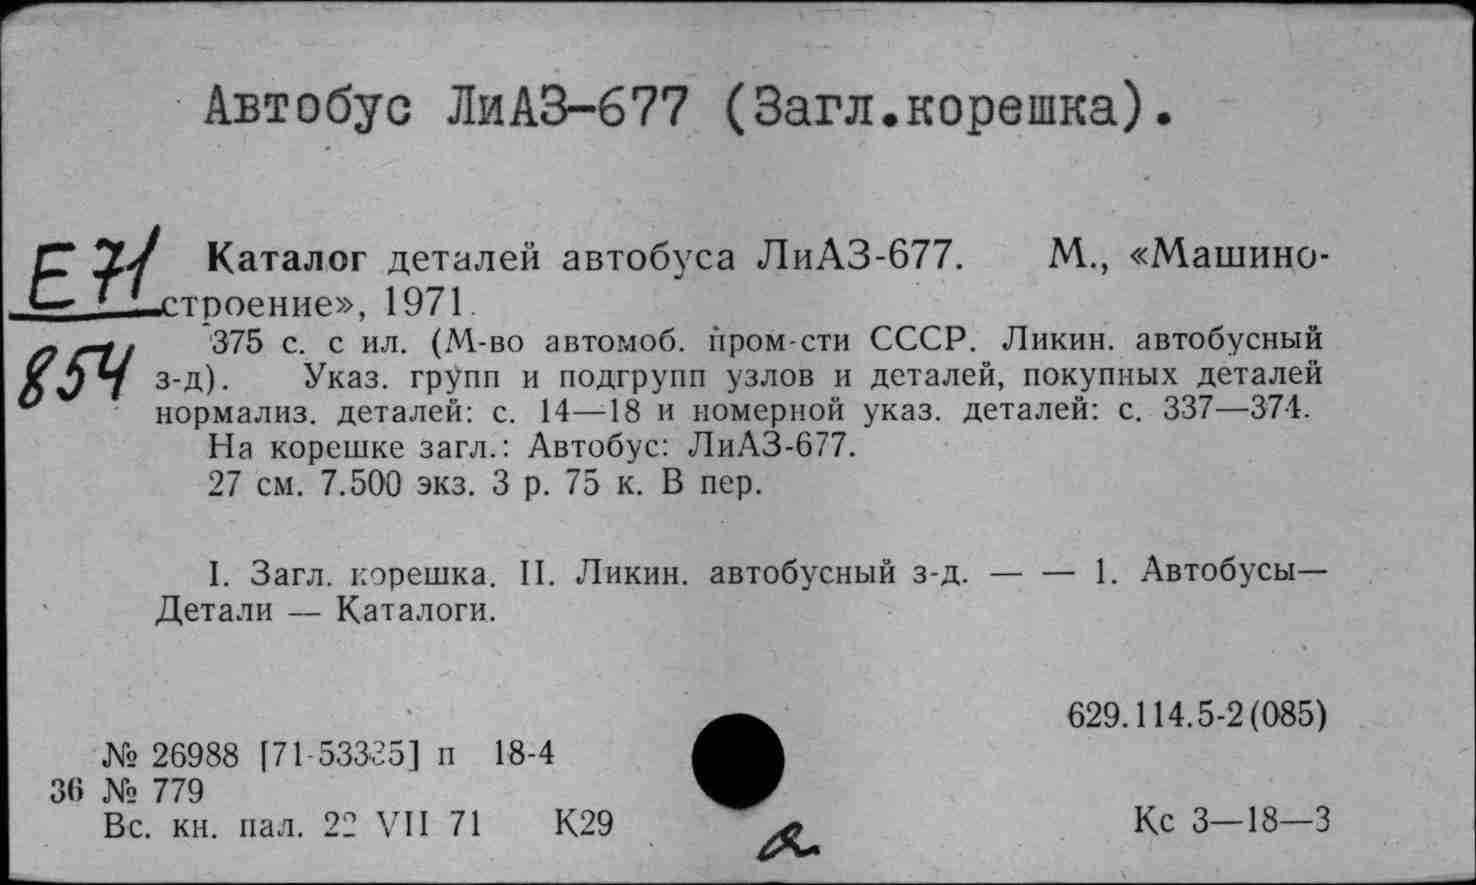 Автобус ЛиАЗ-677 (Загл.корешка).
Е71
854
Каталог деталей автобуса ЛиАЗ-677. М., «Машино-
строение», 1971.
375 с. с ил. (М-во автомоб. пром-сти СССР. Ликин. автобусный
з-д). Указ. групп и подгрупп узлов и деталей, покупных деталей
нормализ. деталей: с. 14—18 и номерной указ. деталей: с. 337—374.
На корешке загл.: Автобус: ЛиАЗ-677.
27 см. 7.500 экз. 3 р. 75 к. В пер.
I. Загл. корешка. II. Ликин. автобусный з-д. — — 1. Автобусы—
Детали — Каталоги.
629.114.5-2(085)
№ 26988 [71-53335] п 18-4
36 № 779
Вс. кн. пал. 22 VII 71 К29
Кс 3—18—3